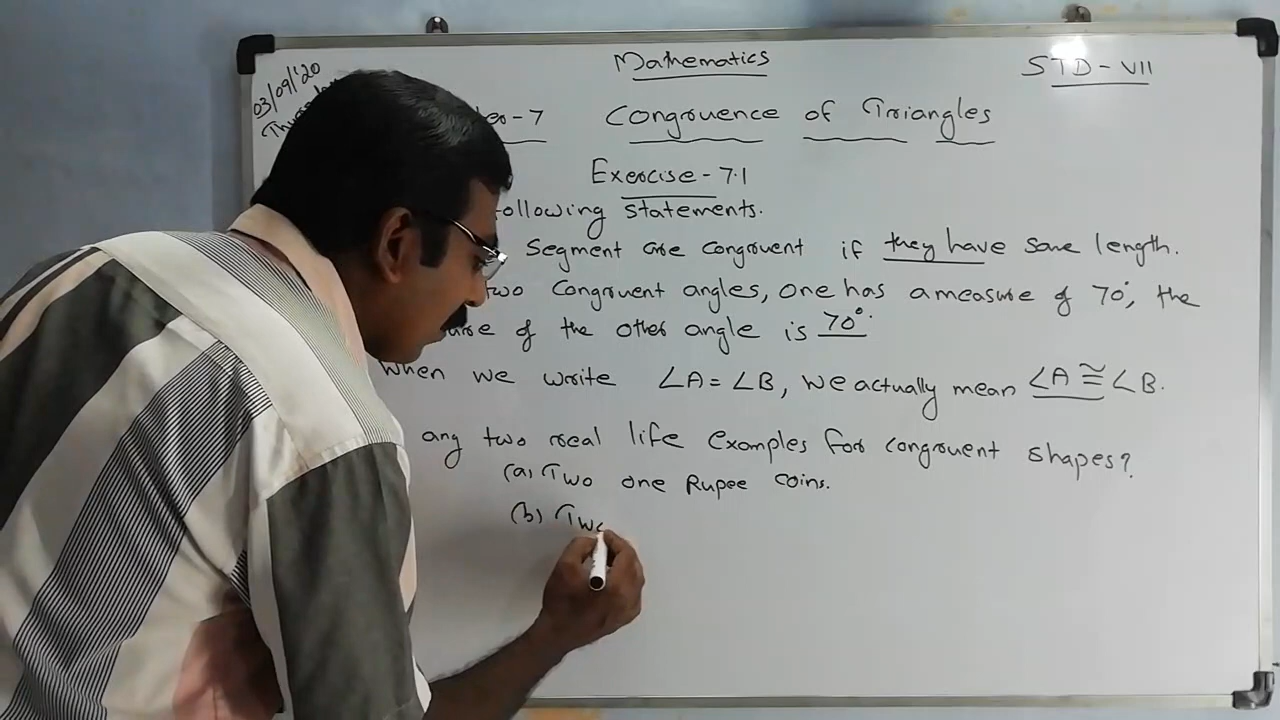 Mathematics
STD - VII
03/09/'20
-7 Congruence of Triangles
Exercise - 7.1
following statements.
Segment are congruent if they have same length.
two Congruent angles, one has a measure of 70°, the
of the other angle is 70°.
When we write ∠A = ∠B, we actually mean ∠A ≅ ∠B.
any two real life examples for congruent shapes?
(a) Two one Rupee coins.
(b) Two